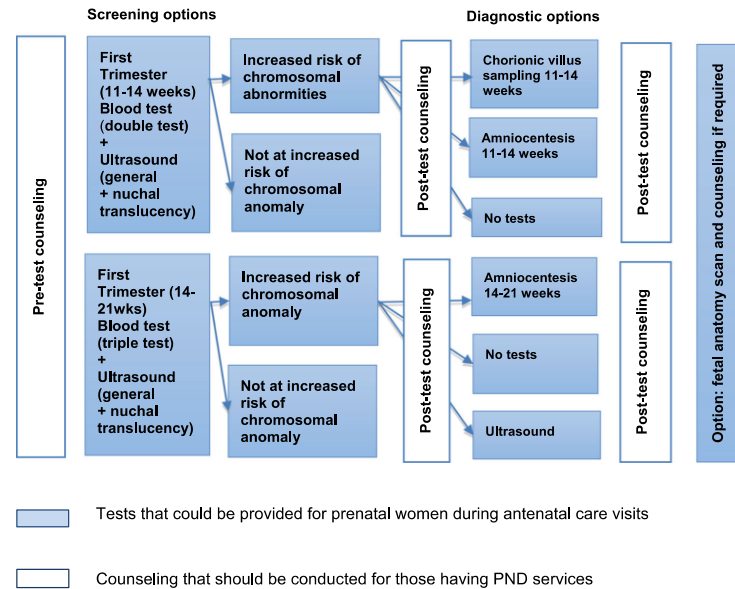 Screening options
Diagnostic options
Pre-test counseling
First
Trimester
(11-14 weeks)
Blood test
(double test)
+
Ultrasound
(general
+ nuchal
translucency)
Increased risk of
chromosomal
abnormities
Not at increased
risk of
chromosomal
anomaly
Post-test counseling
Chorionic villus
sampling 11-14
weeks
Amniocentesis
11-14 weeks
No tests
Post-test counseling
First
Trimester (14-
21wks)
Blood test
(triple test)
+
Ultrasound
(general
+ nuchal
translucency)
Increased risk of
chromosomal
anomaly
Not at increased
risk of
chromosomal
anomaly
Post-test counseling
Amniocentesis
14-21 weeks
No tests
Ultrasound
Post-test counseling
Option: fetal anatomy scan and counseling if required
Tests that could be provided for prenatal women during antenatal care visits
Counseling that should be conducted for those having PND services